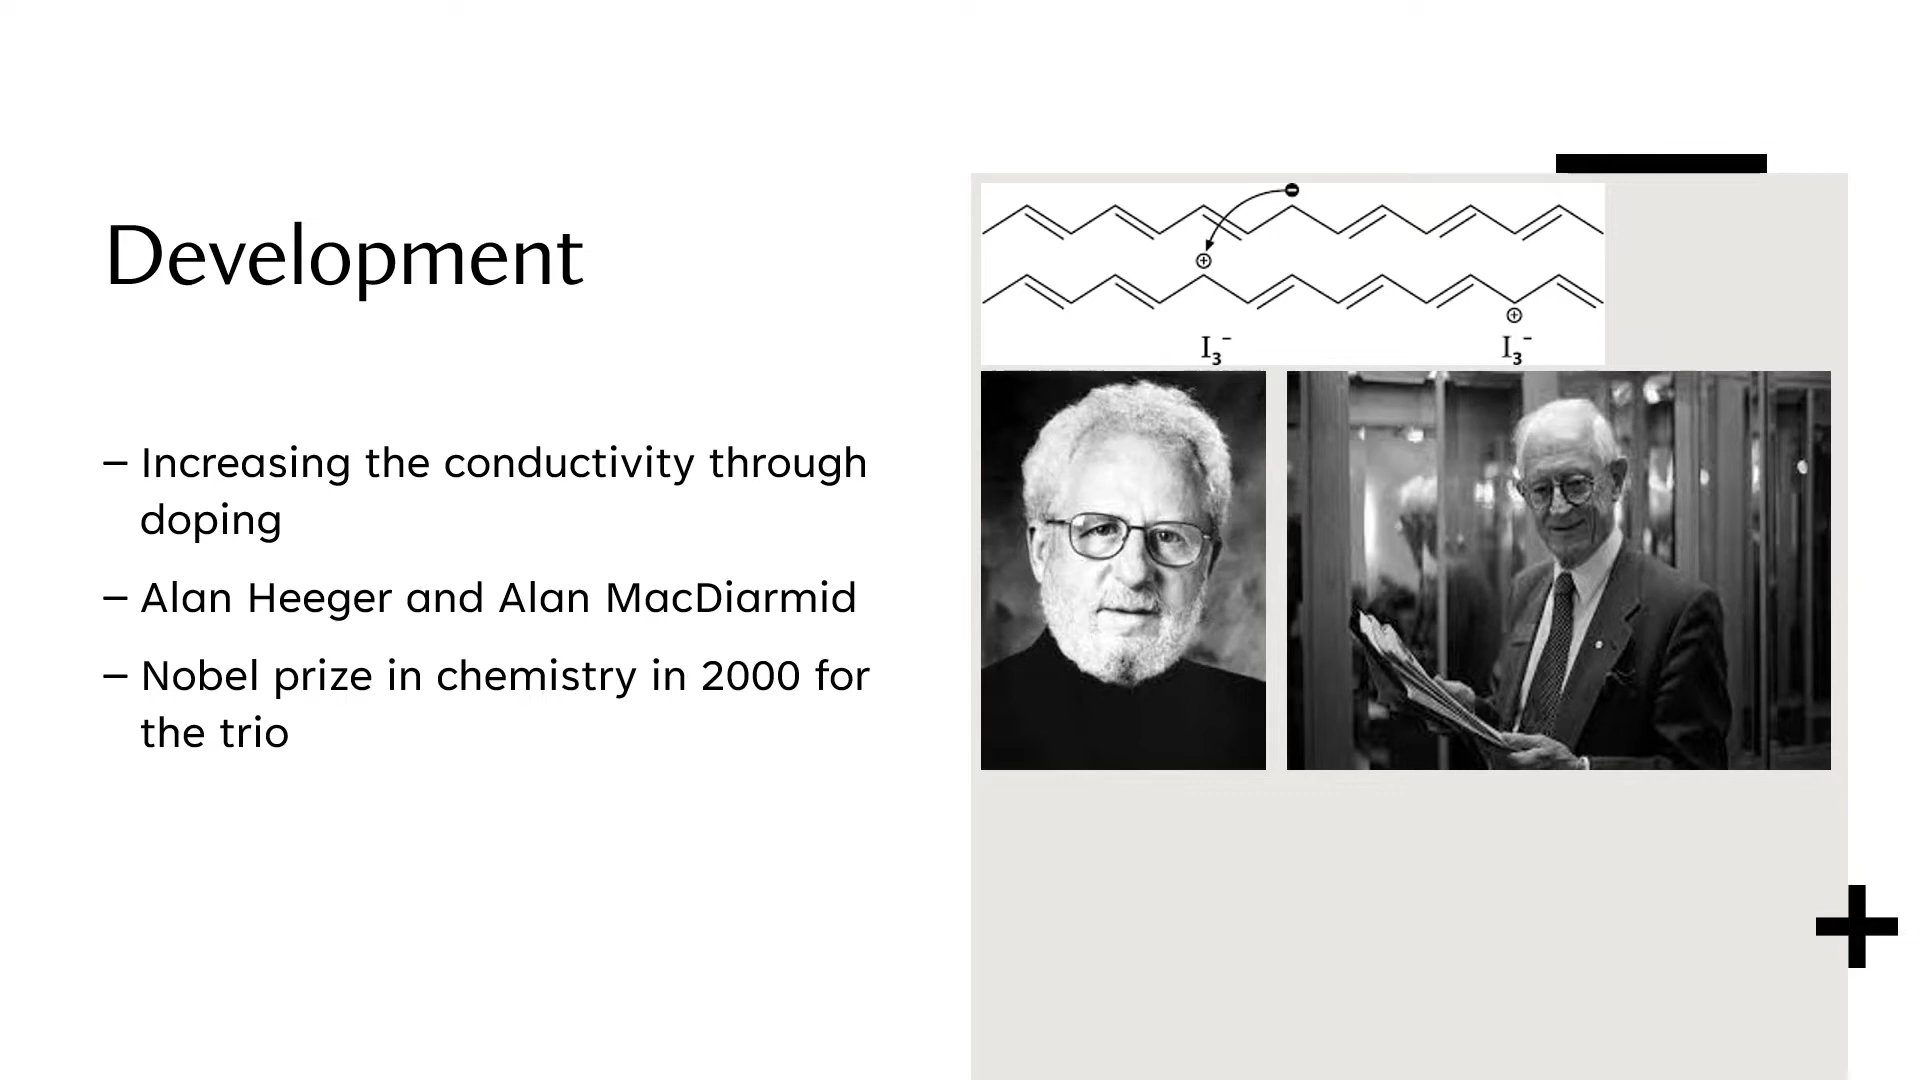 Development
– Increasing the conductivity through
doping
– Alan Heeger and Alan MacDiarmid
– Nobel prize in chemistry in 2000 for
the trio
I₃⁻ I₃⁻